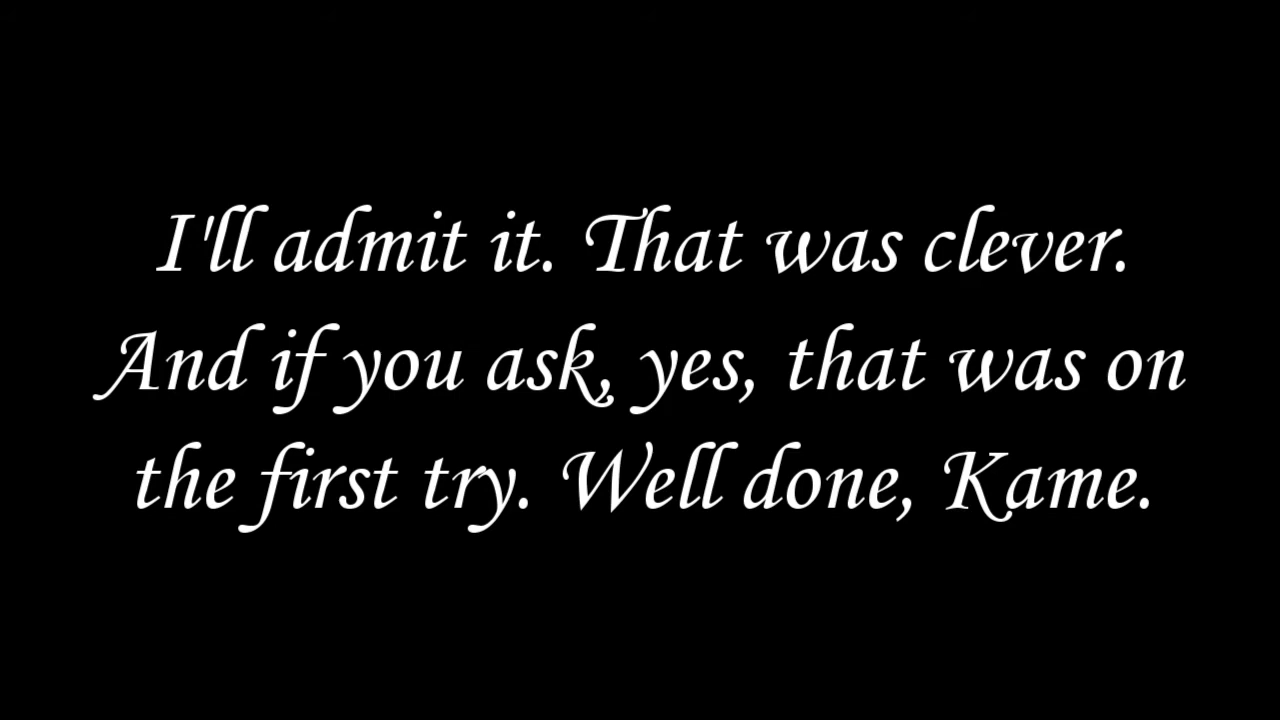 I'll admit it. That was clever.
And if you ask, yes, that was on
the first try. Well done, Kame.